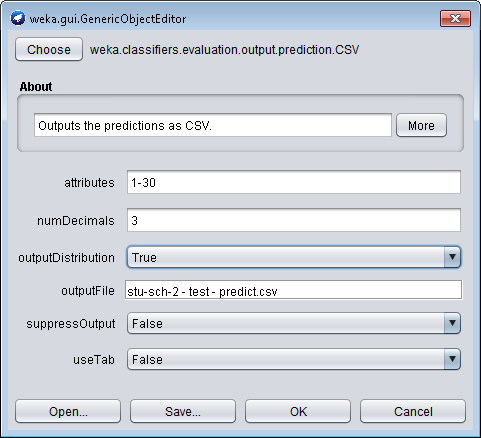 weka.gui.GenericObjectEditor
Choose weka.classifiers.evaluation.output.prediction.CSV
About
Outputs the predictions as CSV. More
attributes 1-30
numDecimals 3
outputDistribution True
outputFile stu-sch-2 - test - predict.csv
suppressOutput False
useTab False
Open... Save... OK Cancel